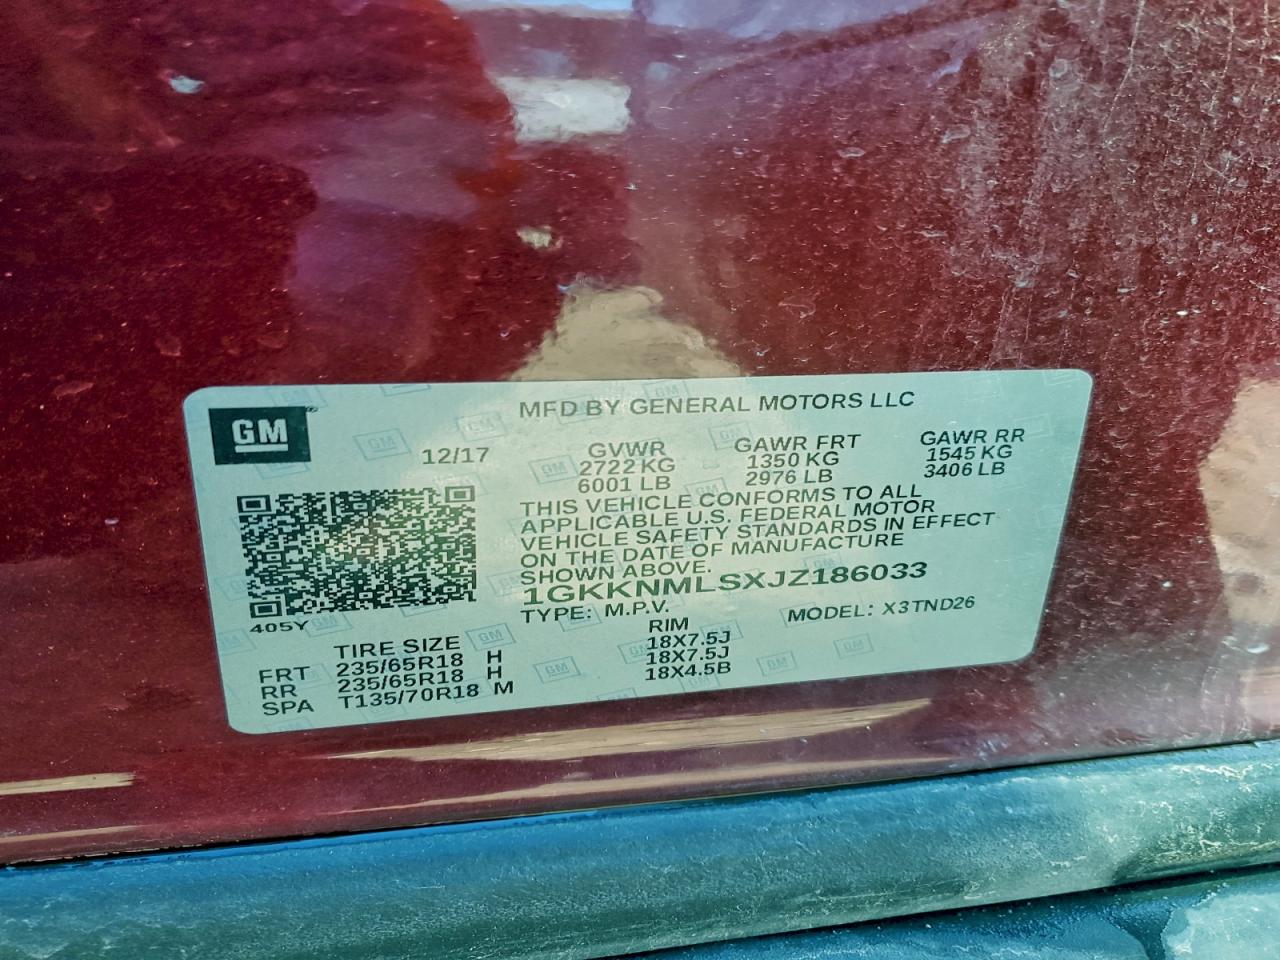 GM
MFD BY GENERAL MOTORS LLC
12/17
GVWR GAWR FRT GAWR RR
2722 KG 1350 KG 1545 KG
6001 LB 2976 LB 3406 LB
THIS VEHICLE CONFORMS TO ALL
APPLICABLE U.S. FEDERAL MOTOR
VEHICLE SAFETY STANDARDS IN EFFECT
ON THE DATE OF MANUFACTURE
SHOWN ABOVE.
1GKKNMLSXJZ186033
TYPE: M.P.V. MODEL: X3TND26
405Y
TIRE SIZE RIM
FRT 235/65R18 H 18X7.5J
RR 235/65R18 H 18X7.5J
SPA T135/70R18 M 18X4.5B